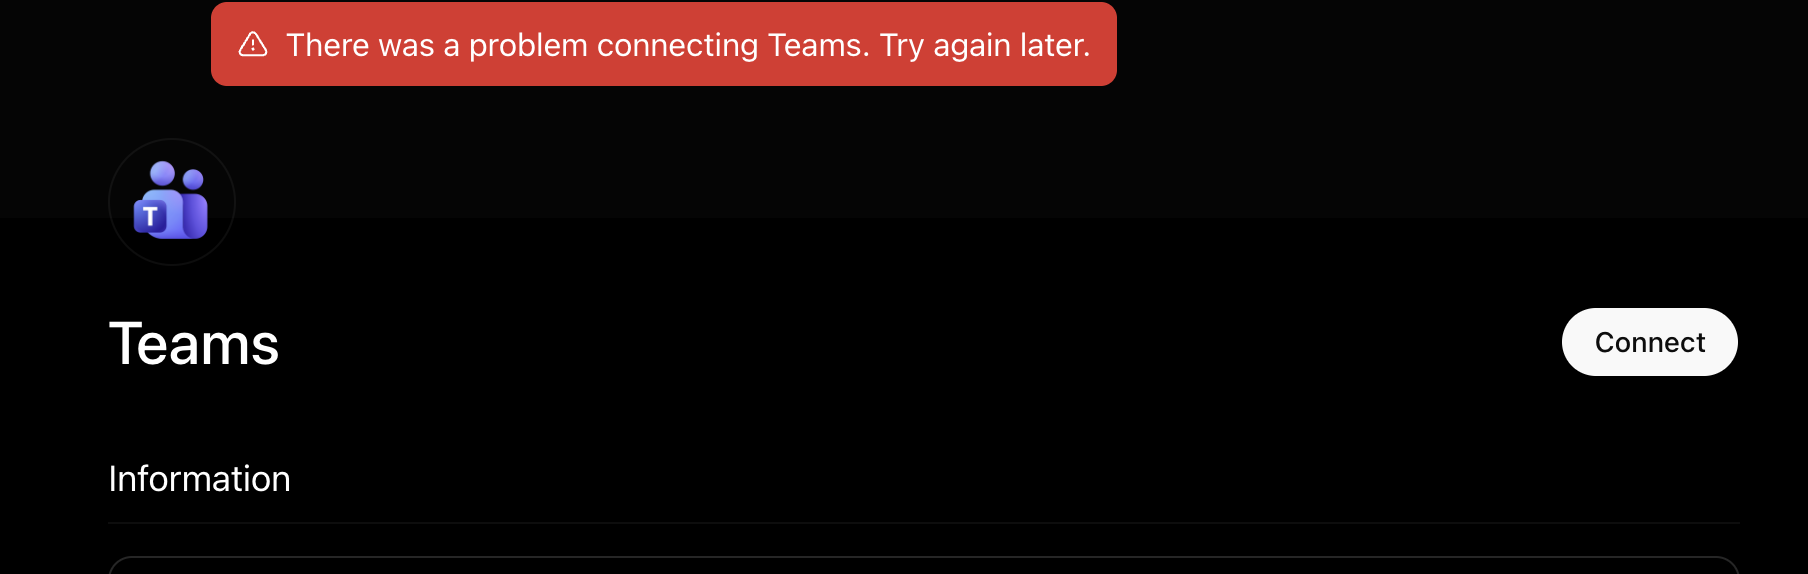 There was a problem connecting Teams. Try again later.
T
Teams
Connect
Information